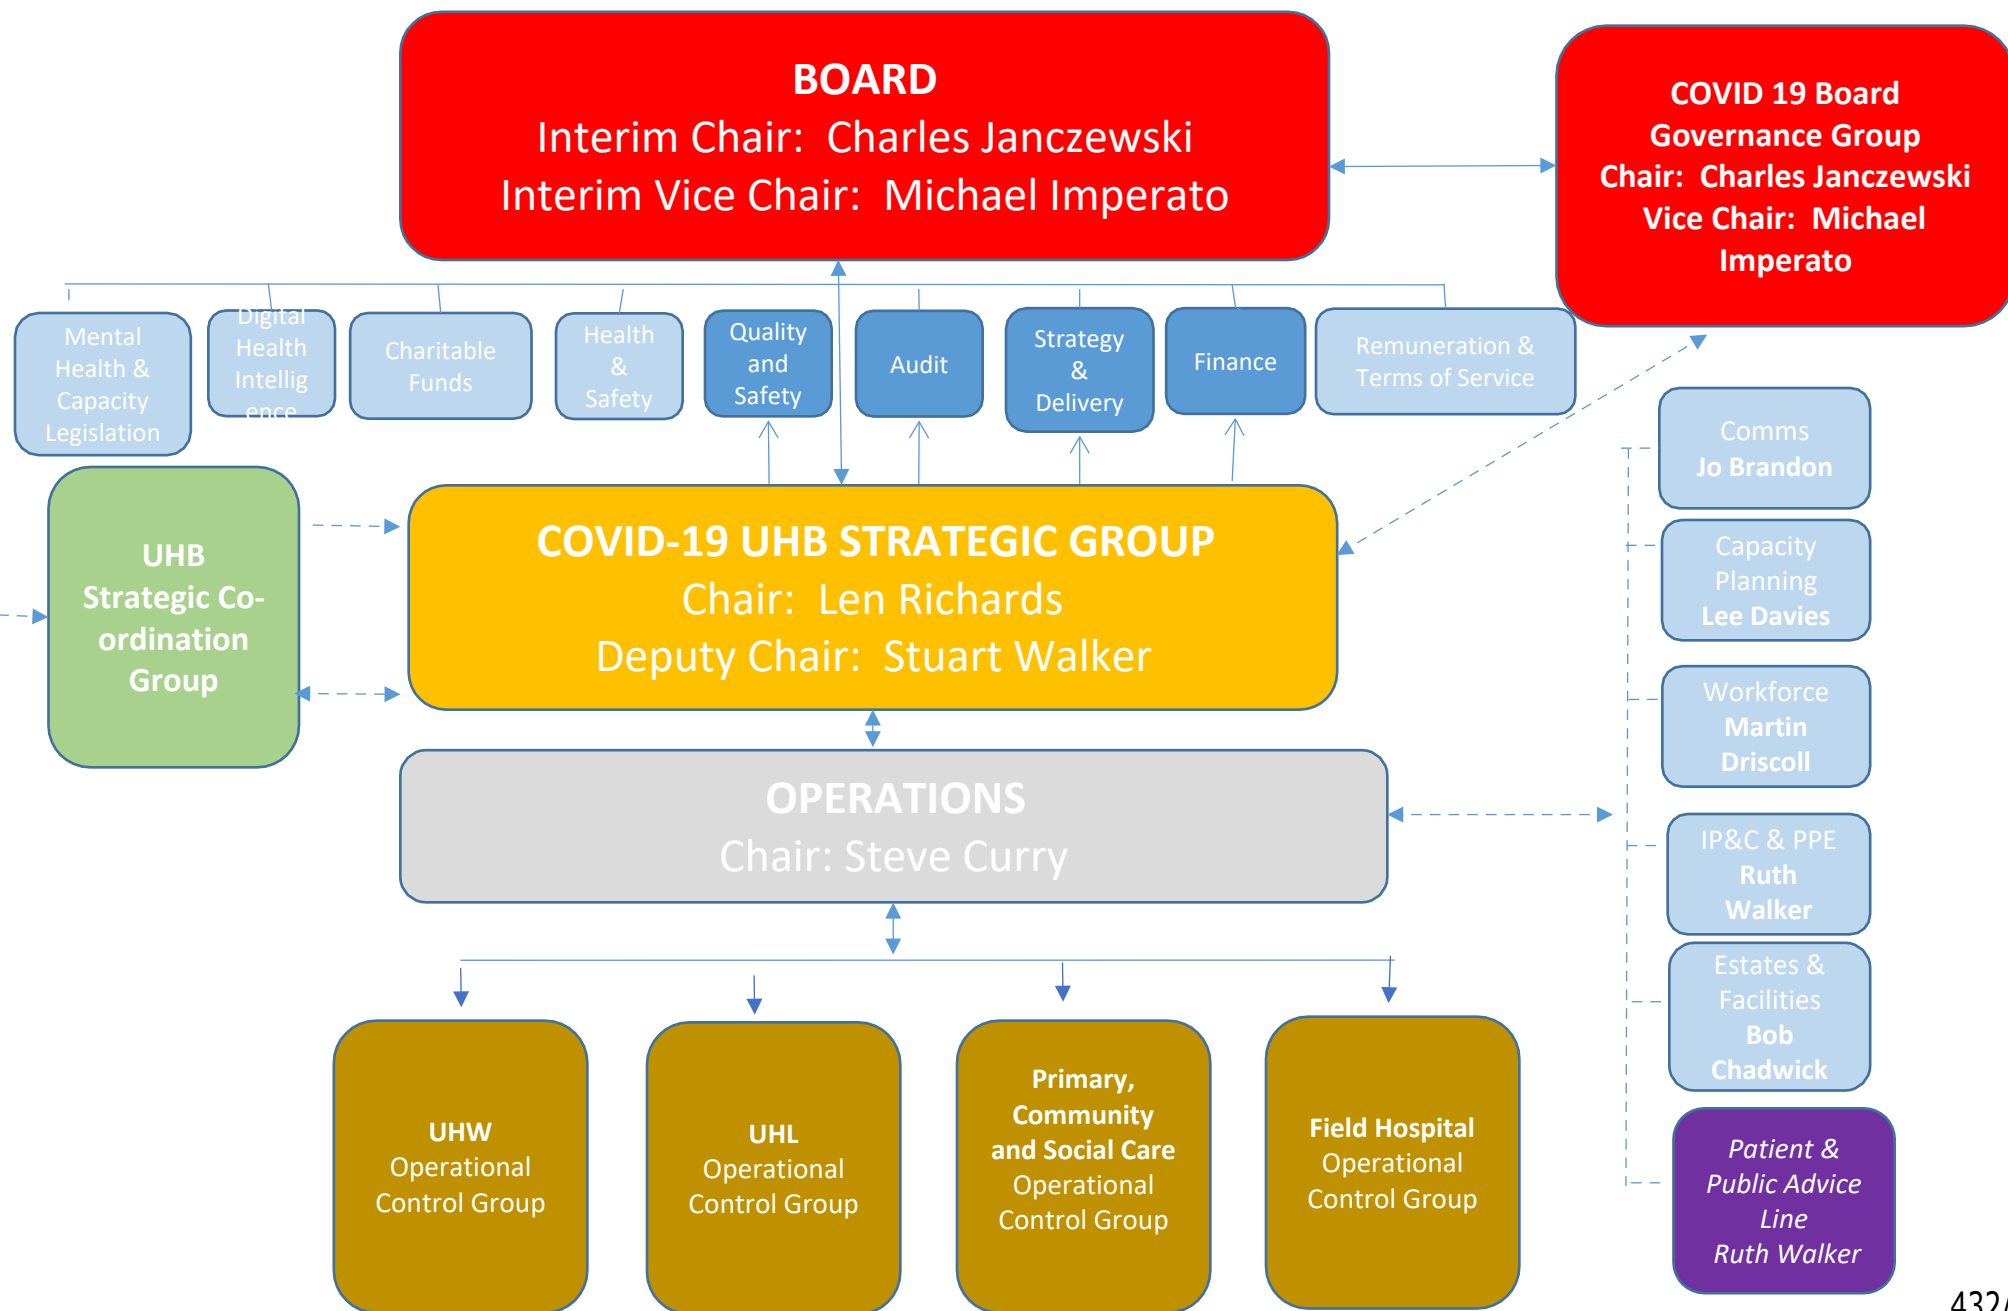 BOARD
Interim Chair: Charles Janczewski
Interim Vice Chair: Michael Imperato
COVID 19 Board
Governance Group
Chair: Charles Janczewski
Vice Chair: Michael
Imperato
Mental
Health &
Capacity
Legislation
Digital
Health
Intellig
ence
Charitable
Funds
Health
&
Safety
Quality
and
Safety
Audit
Strategy
&
Delivery
Finance
Remuneration &
Terms of Service
Comms
Jo Brandon
Capacity
Planning
Lee Davies
Workforce
Martin
Driscoll
IP&C & PPE
Ruth
Walker
Estates &
Facilities
Bob
Chadwick
Patient &
Public Advice
Line
Ruth Walker
UHB
Strategic Co-
ordination
Group
COVID-19 UHB STRATEGIC GROUP
Chair: Len Richards
Deputy Chair: Stuart Walker
OPERATIONS
Chair: Steve Curry
UHW
Operational
Control Group
UHL
Operational
Control Group
Primary,
Community
and Social Care
Operational
Control Group
Field Hospital
Operational
Control Group
432/